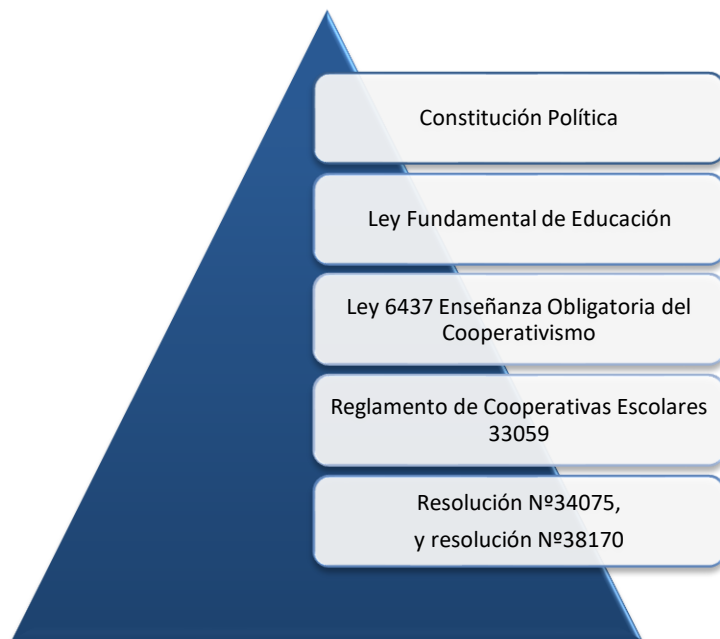 Constitución Política
Ley Fundamental de Educación
Ley 6437 Enseñanza Obligatoria del
Cooperativismo
Reglamento de Cooperativas Escolares
33059
Resolución Nº34075,
y resolución Nº38170